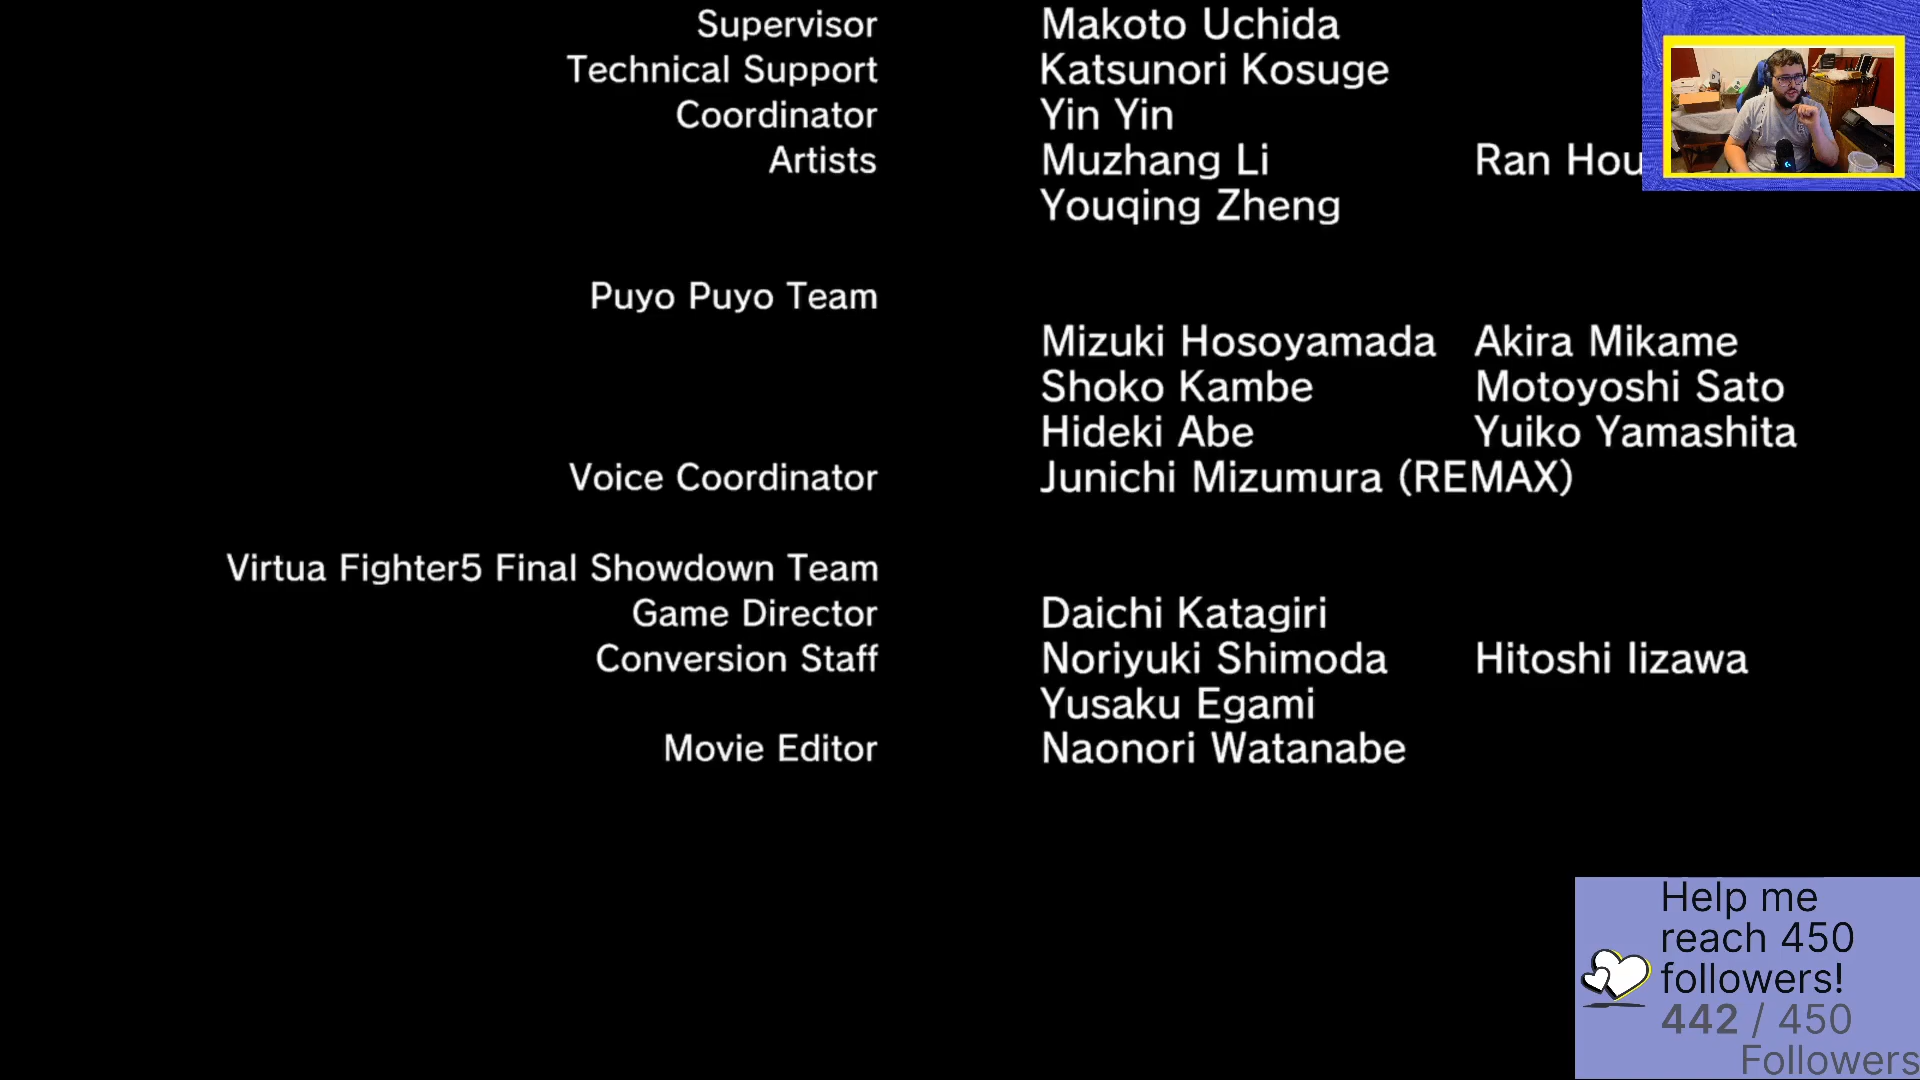 Supervisor Makoto Uchida
Technical Support Katsunori Kosuge
Coordinator Yin Yin
Artists Muzhang Li Ran Hou
Youqing Zheng
Puyo Puyo Team
Mizuki Hosoyamada Akira Mikame
Shoko Kambe Motoyoshi Sato
Hideki Abe Yuiko Yamashita
Voice Coordinator Junichi Mizumura (REMAX)
Virtua Fighter5 Final Showdown Team
Game Director Daichi Katagiri
Conversion Staff Noriyuki Shimoda Hitoshi Iizawa
Yusaku Egami
Movie Editor Naonori Watanabe
Help me
reach 450
followers!
442 / 450
Followers